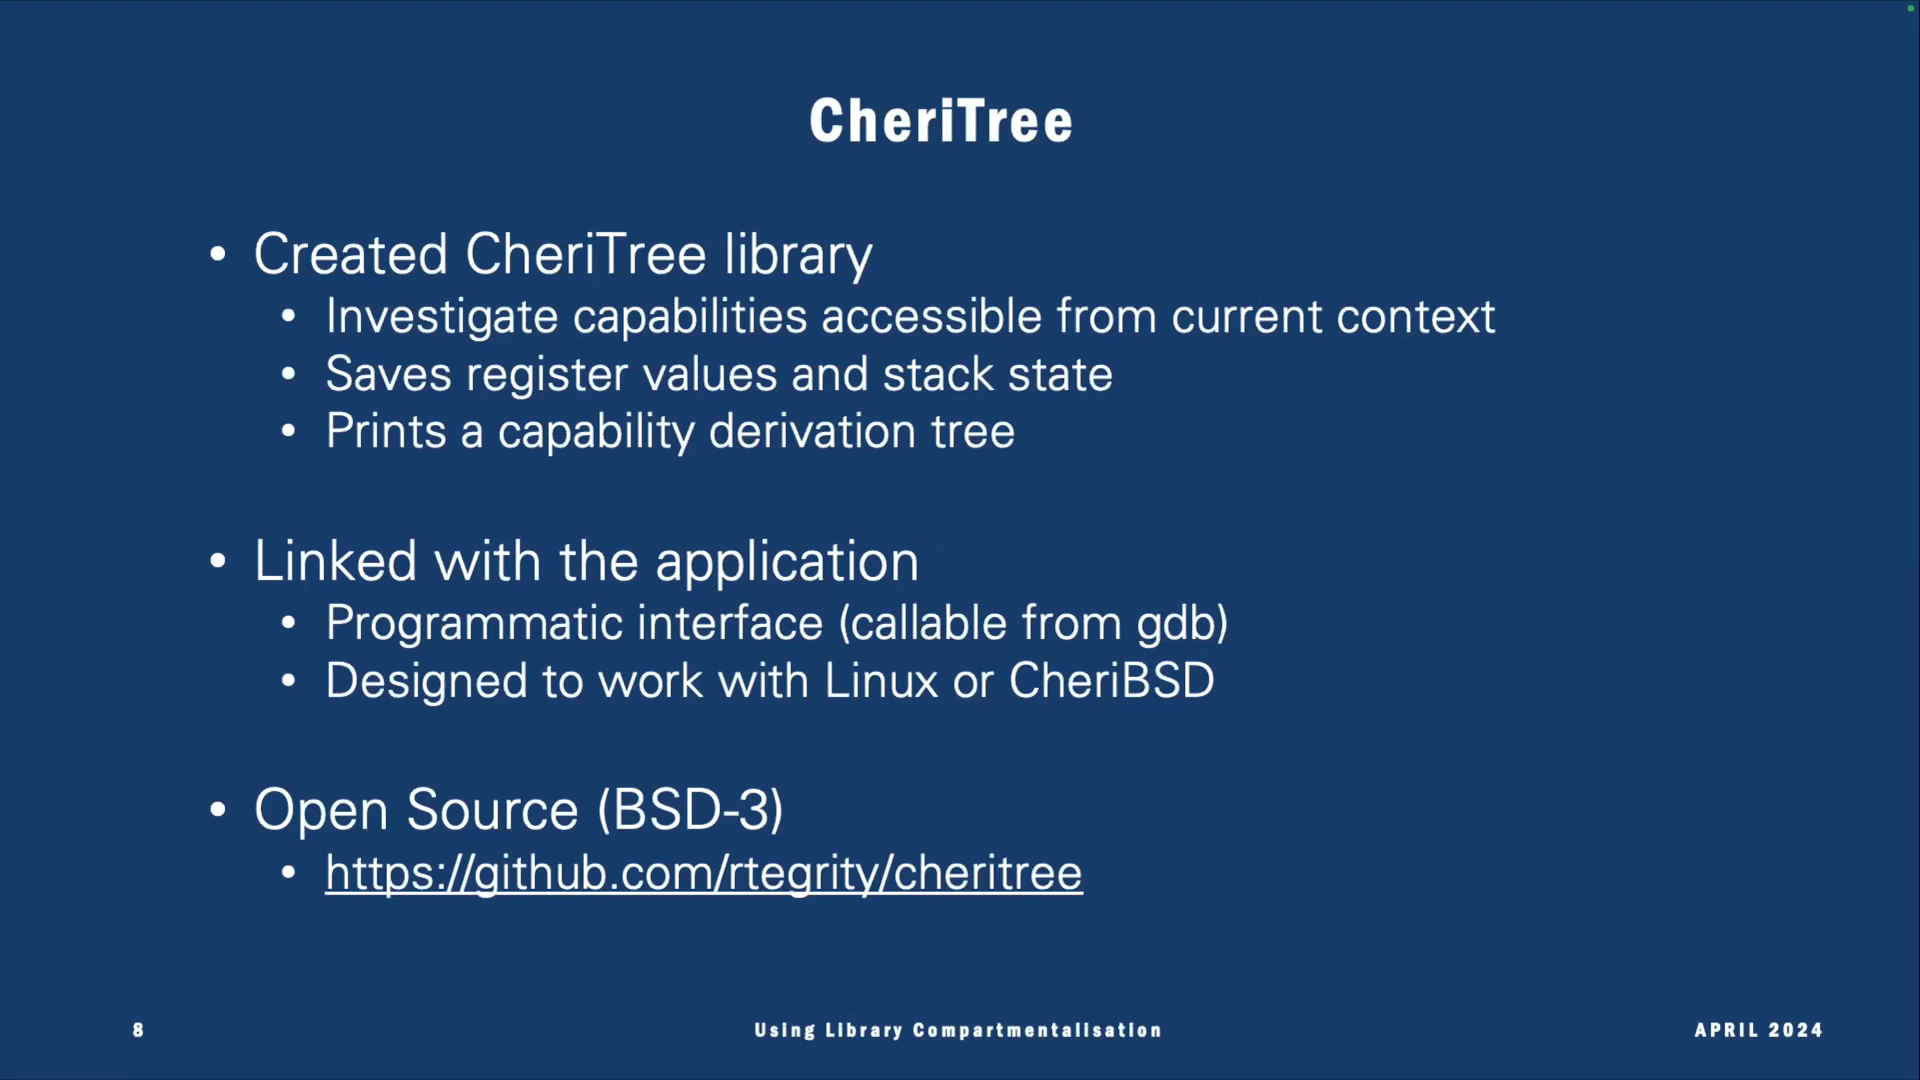 CheriTree
• Created CheriTree library
• Investigate capabilities accessible from current context
• Saves register values and stack state
• Prints a capability derivation tree
• Linked with the application
• Programmatic interface (callable from gdb)
• Designed to work with Linux or CheriBSD
• Open Source (BSD-3)
• https://github.com/rtegrity/cheritree
8
Using Library Compartmentalisation
APRIL 2024